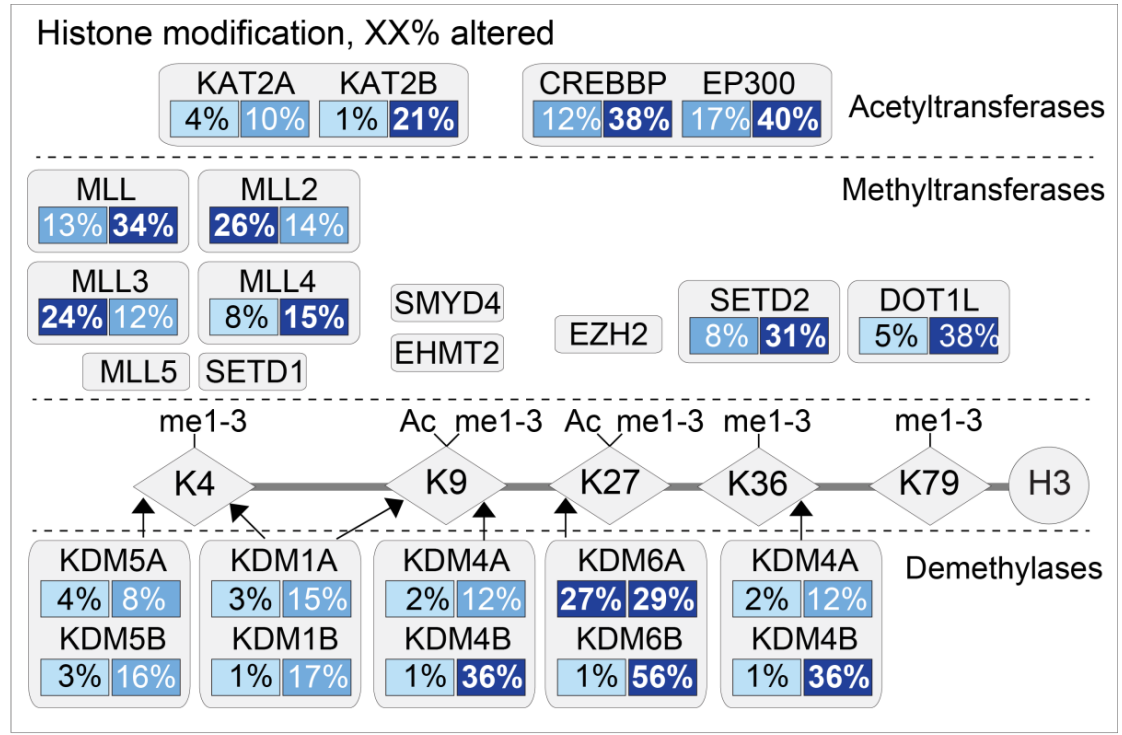 Histone modification, XX% altered
KAT2A KAT2B CREBBP EP300
4% 10% 1% 21% 12% 38% 17% 40%
Acetyltransferases
Methyltransferases
MLL MLL2
13% 34% 26% 14%
MLL3 MLL4
24% 12% 8% 15%
MLL5 SETD1
SMYD4
EHMT2
EZH2
SETD2 DOT1L
8% 31% 5% 38%
me1-3 Ac me1-3 Ac me1-3 me1-3 me1-3
K4 K9 K27 K36 K79 H3
Demethylases
KDM5A KDM1A KDM4A KDM6A KDM4A
4% 8% 3% 15% 2% 12% 27% 29% 2% 12%
KDM5B KDM1B KDM4B KDM6B KDM4B
3% 16% 1% 17% 1% 36% 1% 56% 1% 36%